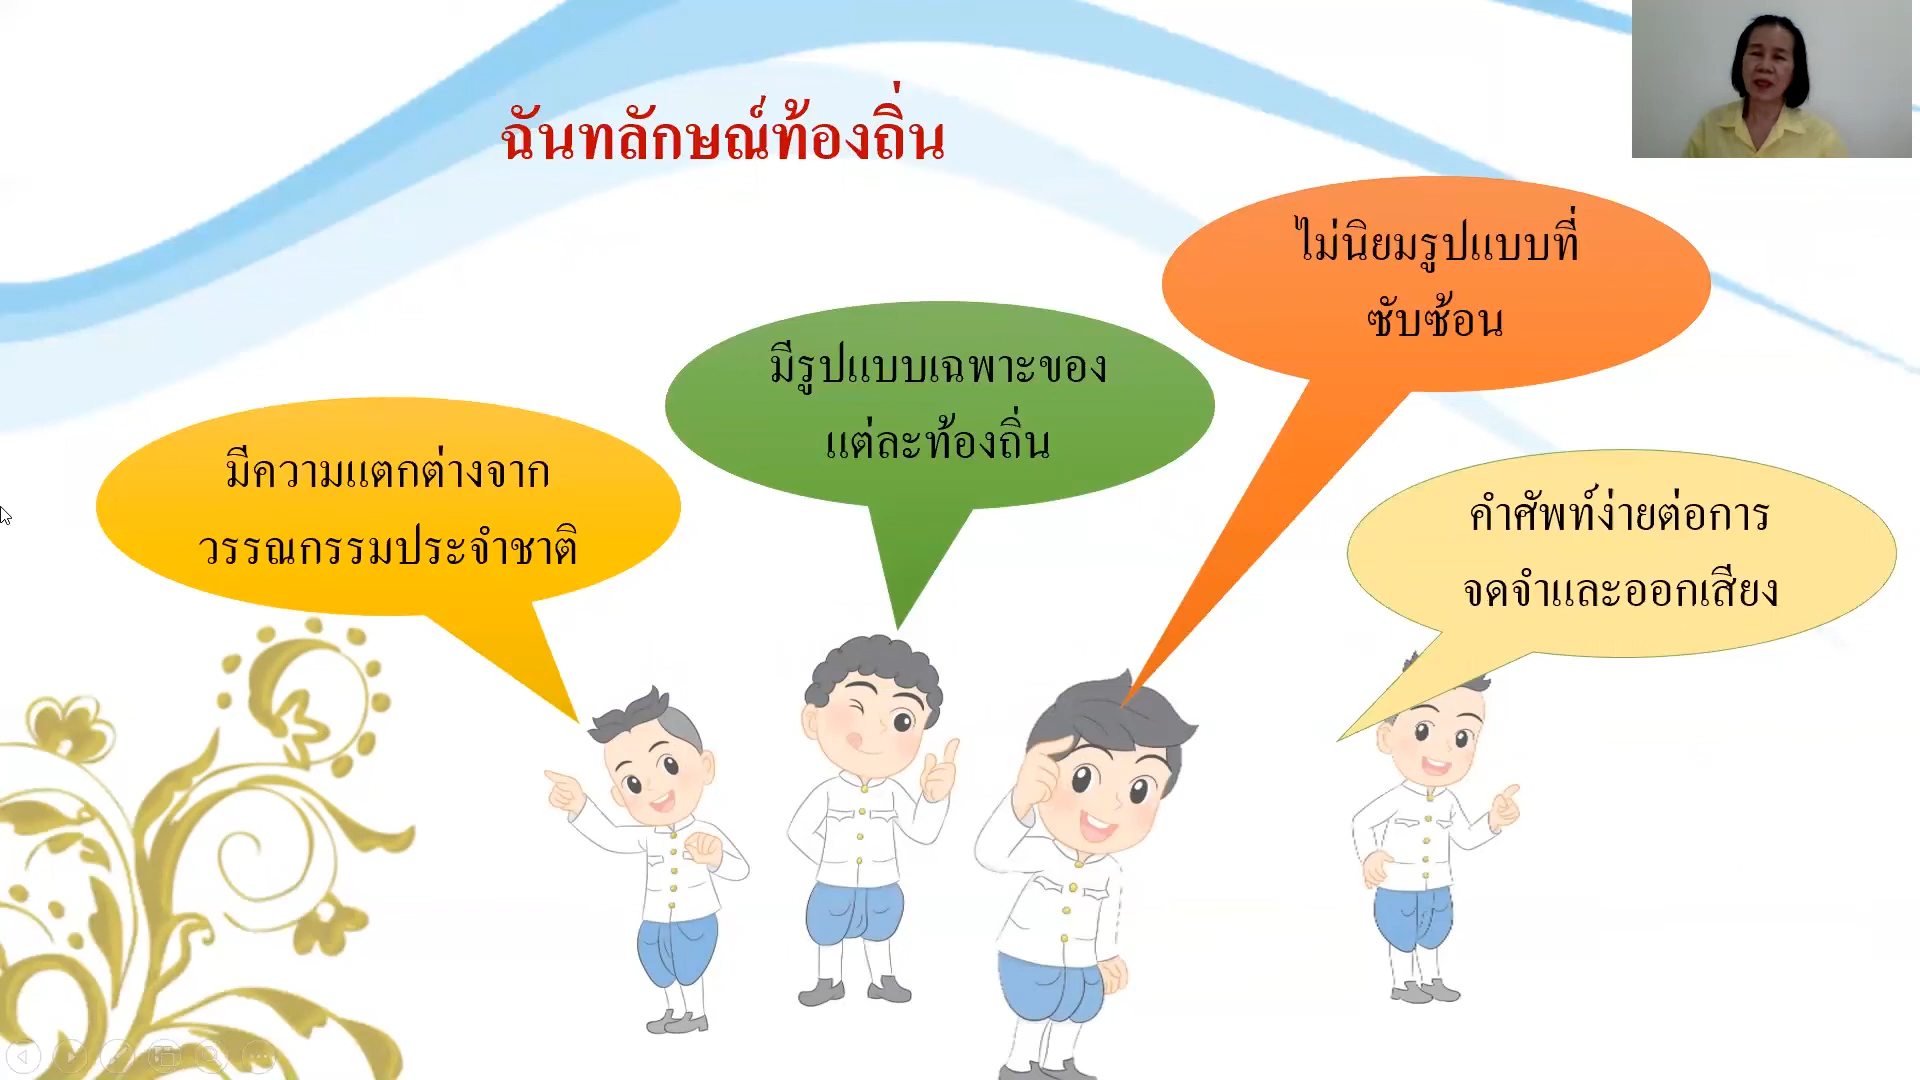 ฉันทลักษณ์ท้องถิ่น
มีความแตกต่างจาก
วรรณกรรมประจำชาติ
มีรูปแบบเฉพาะของ
แต่ละท้องถิ่น
ไม่นิยมรูปแบบที่
ซับซ้อน
คำศัพท์ง่ายต่อการ
จดจำและออกเสียง